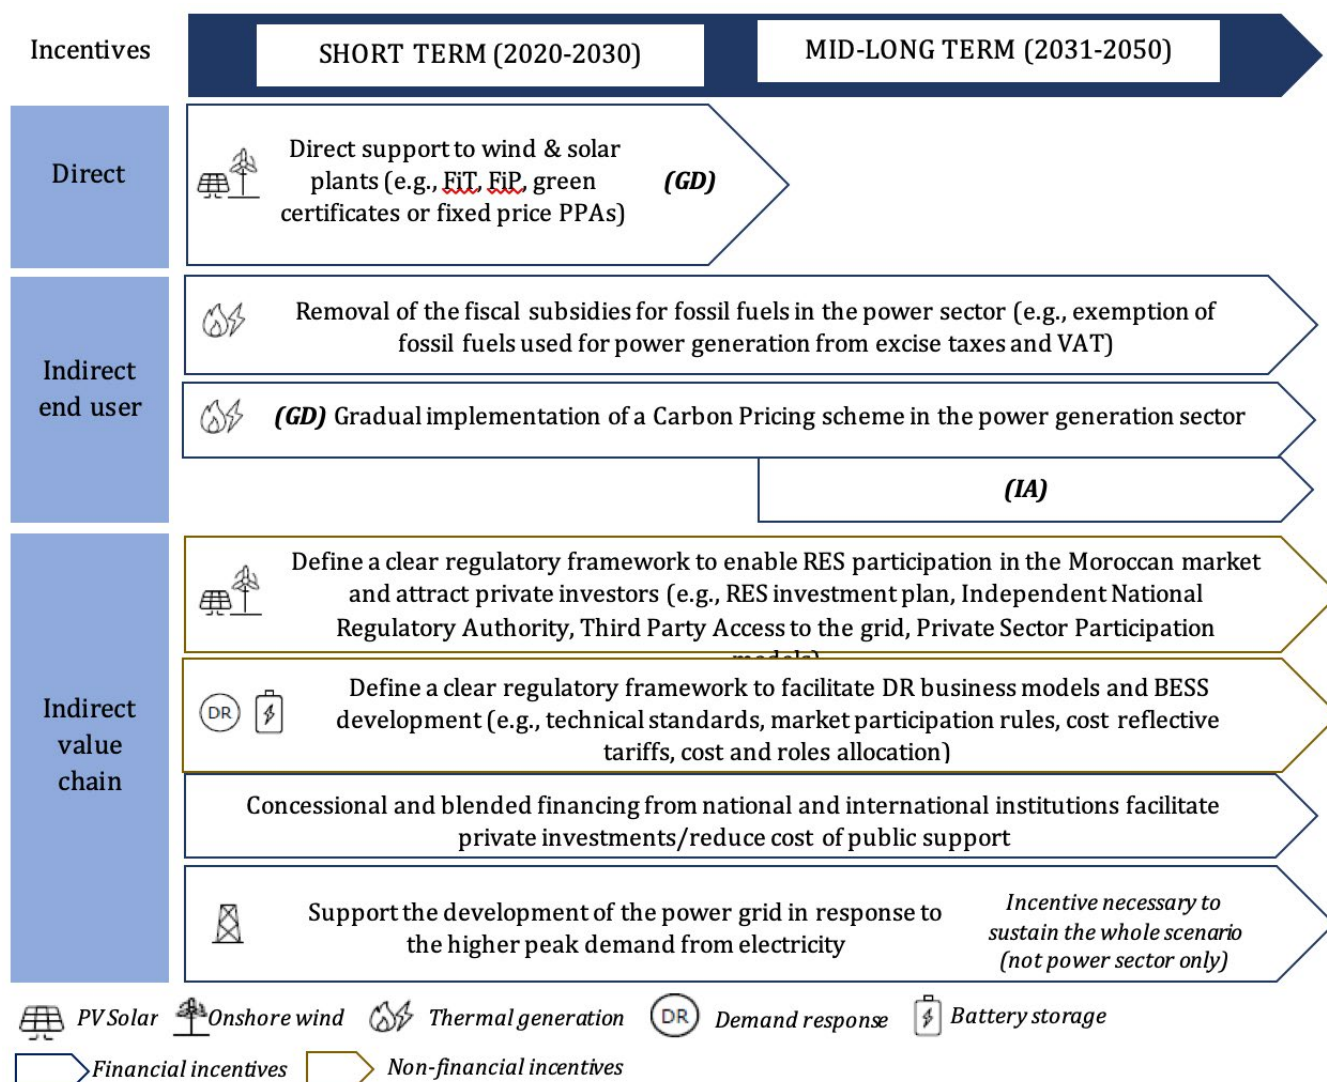 Incentives
SHORT TERM (2020-2030)
MID-LONG TERM (2031-2050)
Direct
Direct support to wind & solar
plants (e.g., FiT, FiP, green
certificates or fixed price PPAs)
(GD)
Indirect
end user
Removal of the fiscal subsidies for fossil fuels in the power sector (e.g., exemption of
fossil fuels used for power generation from excise taxes and VAT)
(GD) Gradual implementation of a Carbon Pricing scheme in the power generation sector
(IA)
Indirect
value
chain
Define a clear regulatory framework to enable RES participation in the Moroccan market
and attract private investors (e.g., RES investment plan, Independent National
Regulatory Authority, Third Party Access to the grid, Private Sector Participation
models)
DR
Define a clear regulatory framework to facilitate DR business models and BESS
development (e.g., technical standards, market participation rules, cost reflective
tariffs, cost and roles allocation)
Concessional and blended financing from national and international institutions facilitate
private investments/reduce cost of public support
Support the development of the power grid in response to
the higher peak demand from electricity
Incentive necessary to
sustain the whole scenario
(not power sector only)
PV Solar
Onshore wind
Thermal generation
DR
Demand response
Battery storage
Financial incentives
Non-financial incentives